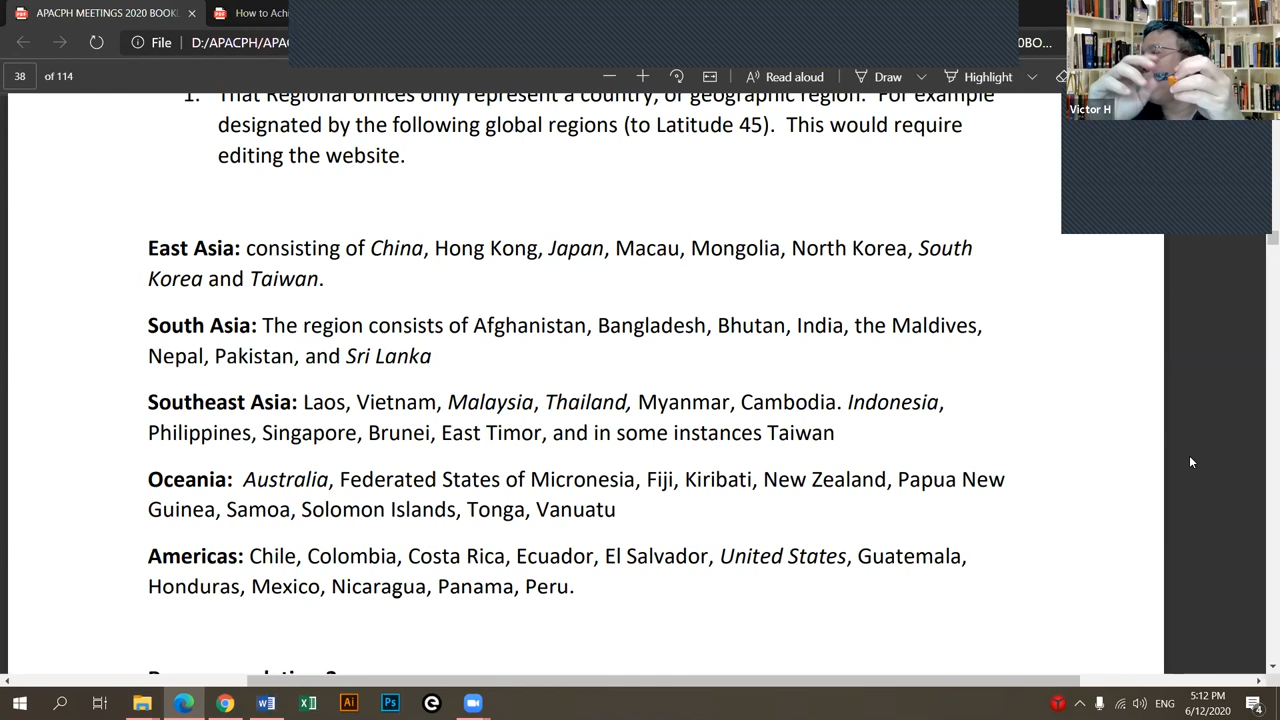 APACPH MEETINGS 2020 BOOK
How to Achi
File
D:/APACPH/APAC
0BO...
38 of 114
Read aloud
Draw
Highlight
Victor H
1. That Regional offices only represent a country, or geographic region. For example
designated by the following global regions (to Latitude 45). This would require
editing the website.
East Asia: consisting of China, Hong Kong, Japan, Macau, Mongolia, North Korea, South
Korea and Taiwan.
South Asia: The region consists of Afghanistan, Bangladesh, Bhutan, India, the Maldives,
Nepal, Pakistan, and Sri Lanka
Southeast Asia: Laos, Vietnam, Malaysia, Thailand, Myanmar, Cambodia. Indonesia,
Philippines, Singapore, Brunei, East Timor, and in some instances Taiwan
Oceania: Australia, Federated States of Micronesia, Fiji, Kiribati, New Zealand, Papua New
Guinea, Samoa, Solomon Islands, Tonga, Vanuatu
Americas: Chile, Colombia, Costa Rica, Ecuador, El Salvador, United States, Guatemala,
Honduras, Mexico, Nicaragua, Panama, Peru.
ENG
5:12 PM
6/12/2020
4